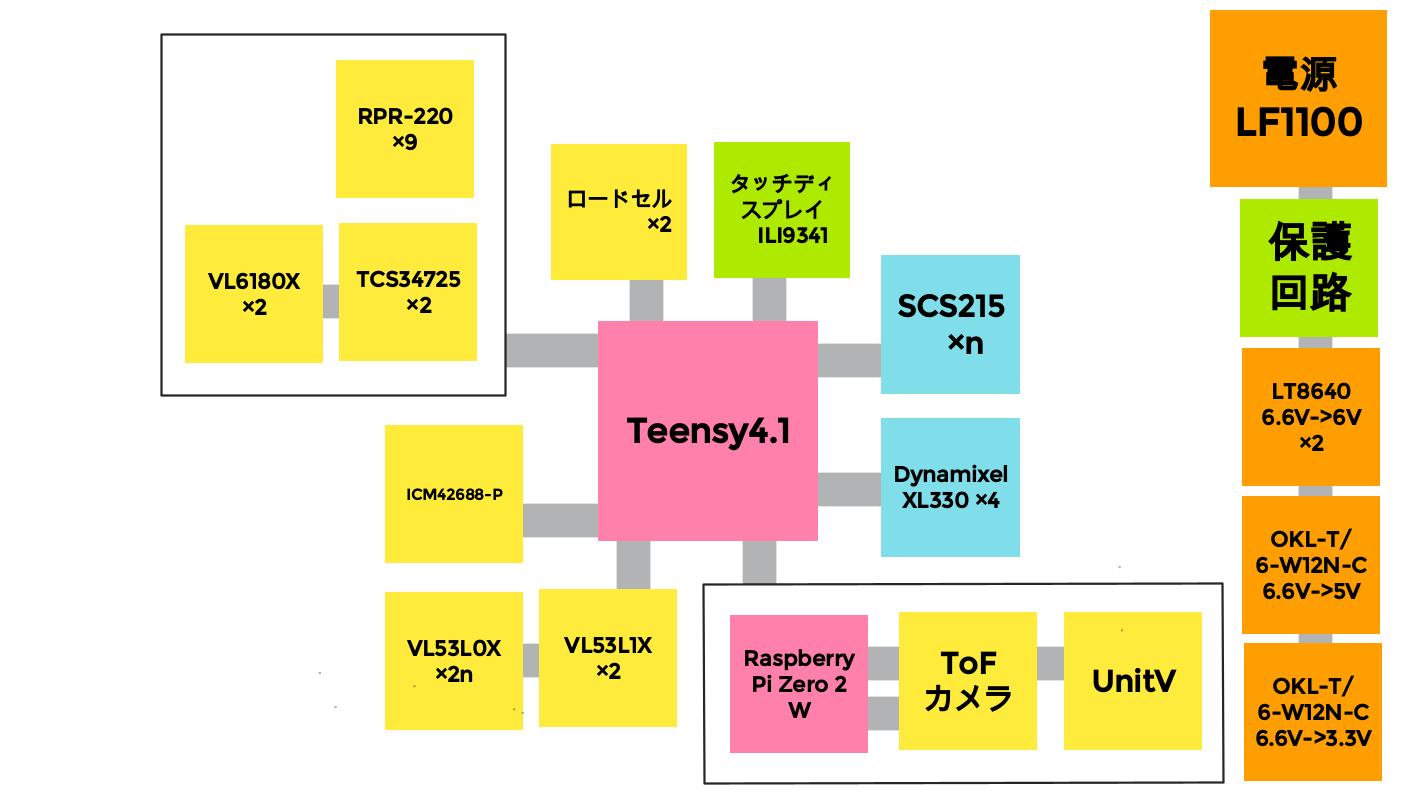 RPR-220
×9
VL6180X
×2
TCS34725
×2
ロードセル
×2
タッチディ
スプレイ
ILI9341
SCS215
×n
Teensy4.1
Dynamixel
XL330 ×4
ICM42688-P
VL53L0X
×2n
VL53L1X
×2
Raspberry
Pi Zero 2
W
ToF
カメラ
UnitV
電源
LF1100
保護
回路
LT8640
6.6V->6V
×2
OKL-T/
6-W12N-C
6.6V->5V
OKL-T/
6-W12N-C
6.6V->3.3V